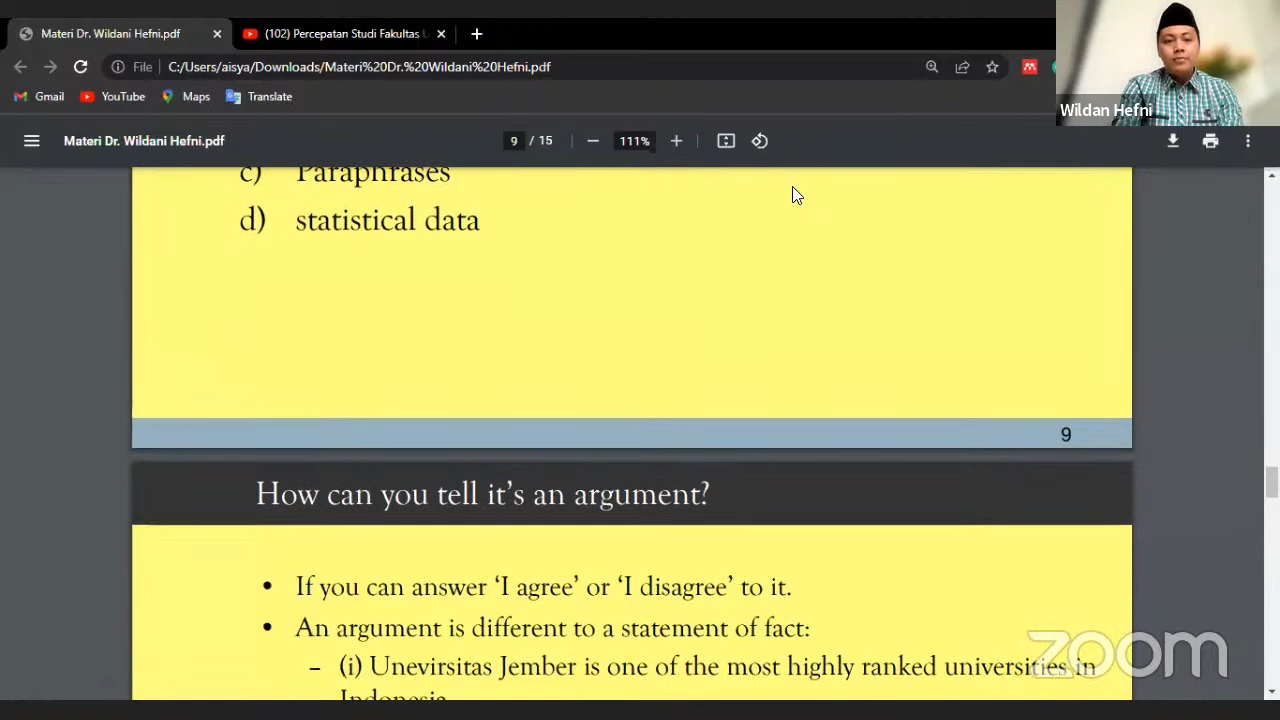 Materi Dr. Wildani Hefni.pdf
(102) Percepatan Studi Fakultas
File
C:/Users/aisya/Downloads/Materi%20Dr.%20Wildani%20Hefni.pdf
Gmail
YouTube
Maps
Translate
Wildan Hefni
Materi Dr. Wildani Hefni.pdf
9 / 15
111%
c) Paraphrases
d) statistical data
9
How can you tell it's an argument?
• If you can answer ‘I agree’ or ‘I disagree’ to it.
• An argument is different to a statement of fact:
– (i) Unevirsitas Jember is one of the most highly ranked universities in
Indonesia
zoom